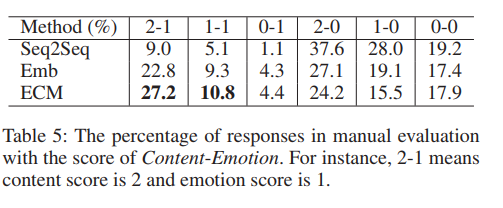 Method (%) 2-1 1-1 0-1 2-0 1-0 0-0
Seq2Seq 9.0 5.1 1.1 37.6 28.0 19.2
Emb 22.8 9.3 4.3 27.1 19.1 17.4
ECM 27.2 10.8 4.4 24.2 15.5 17.9
Table 5: The percentage of responses in manual evaluation
with the score of Content-Emotion. For instance, 2-1 means
content score is 2 and emotion score is 1.